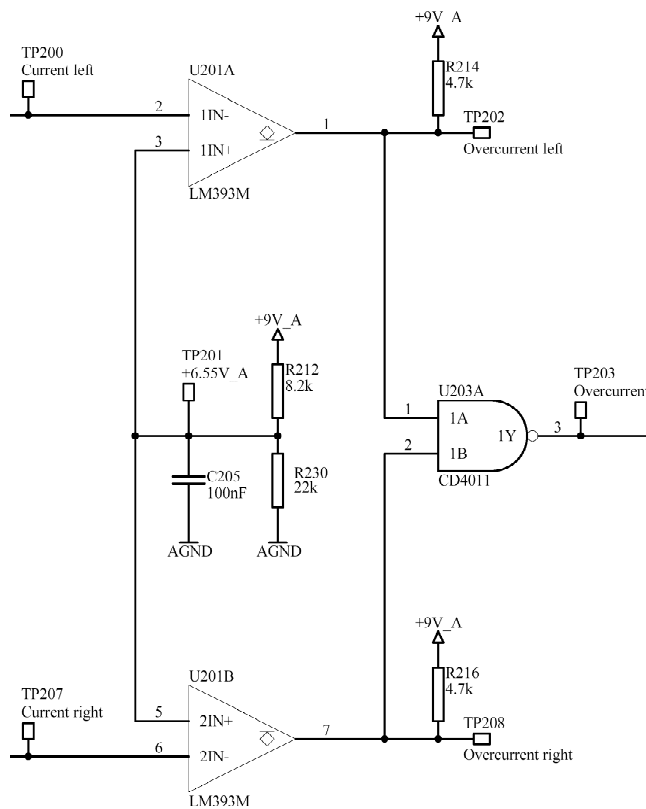 +9V_A
TP200
Current left
U201A
R214
4.7k
TP202
2
1IN-
1
3
1IN+
Overcurrent left
LM393M
+9V_A
TP201
+6.55V_A
R212
8.2k
TP203
Overcurrent
U203A
1
1A
1Y
3
2
1B
C205
100nF
R230
22k
CD4011
AGND
AGND
+9V_A
U201B
R216
4.7k
TP207
Current right
5
2IN+
7
TP208
6
2IN-
Overcurrent right
LM393M